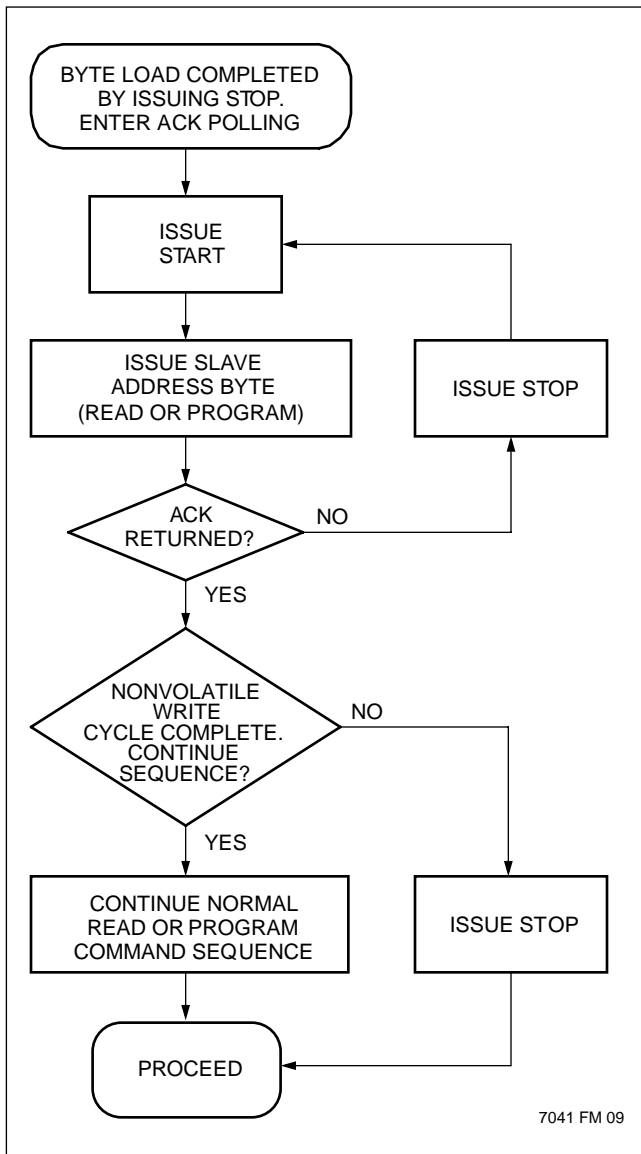 BYTE LOAD COMPLETED
BY ISSUING STOP.
ENTER ACK POLLING
ISSUE
START
ISSUE SLAVE
ADDRESS BYTE
(READ OR PROGRAM)
ISSUE STOP
ACK
RETURNED?
NO
YES
NONVOLATILE
WRITE
CYCLE COMPLETE.
CONTINUE
SEQUENCE?
NO
YES
CONTINUE NORMAL
READ OR PROGRAM
COMMAND SEQUENCE
ISSUE STOP
PROCEED
7041 FM 09